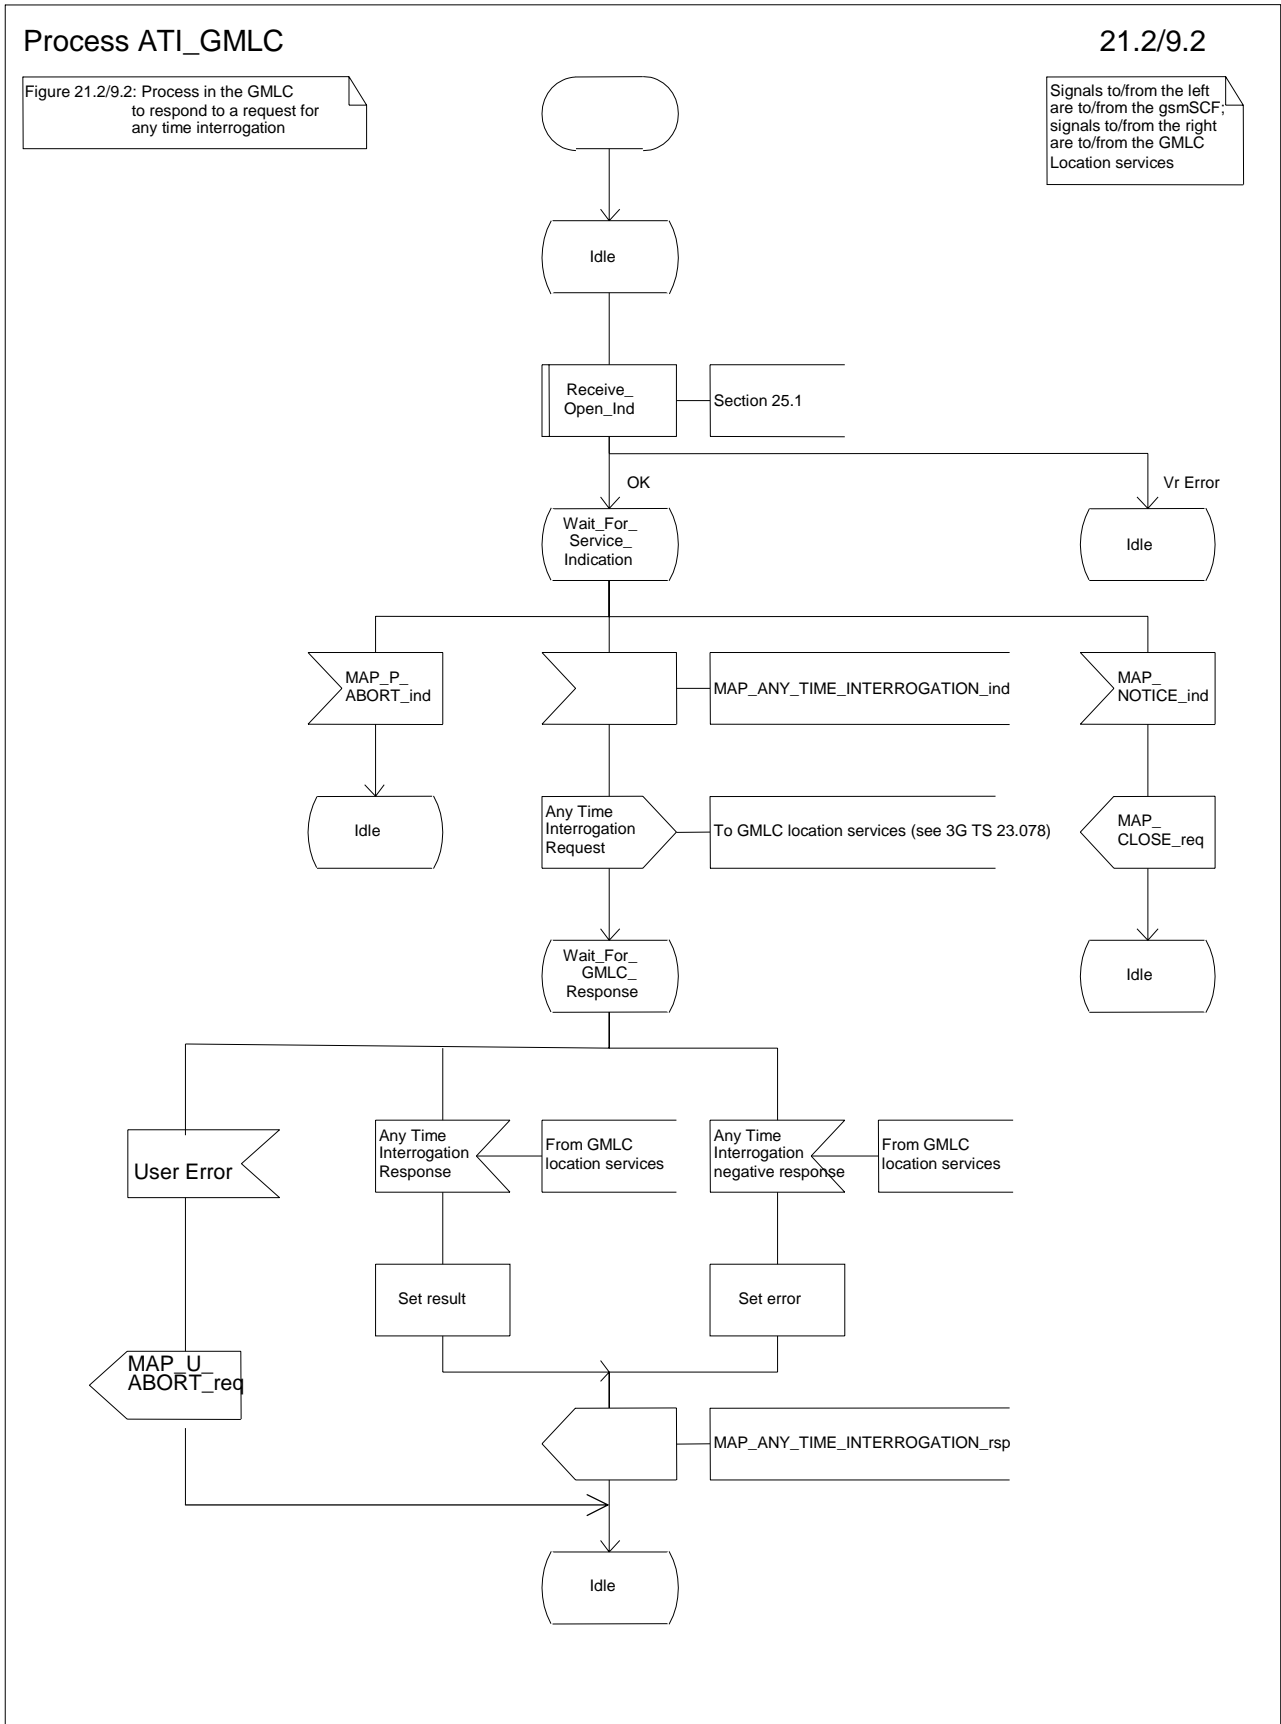 Process ATI_GMLC
21.2/9.2
Figure 21.2/9.2: Process in the GMLC
to respond to a request for
any time interrogation
Signals to/from the left
are to/from the gsmSCF;
signals to/from the right
are to/from the GMLC
Location services
Idle
Receive_
Open_Ind
Section 25.1
OK
Vr Error
Wait_For_
Service_
Indication
Idle
MAP_P_
ABORT_ind
MAP_ANY_TIME_INTERROGATION_ind
MAP_
NOTICE_ind
Idle
Any Time
Interrogation
Request
To GMLC location services (see 3G TS 23.078)
MAP_
CLOSE_req
Wait_For_
GMLC_
Response
Idle
User Error
Any Time
Interrogation
Response
From GMLC
location services
Any Time
Interrogation
negative response
From GMLC
location services
Set result
Set error
MAP_U_
ABORT_req
MAP_ANY_TIME_INTERROGATION_rsp
Idle